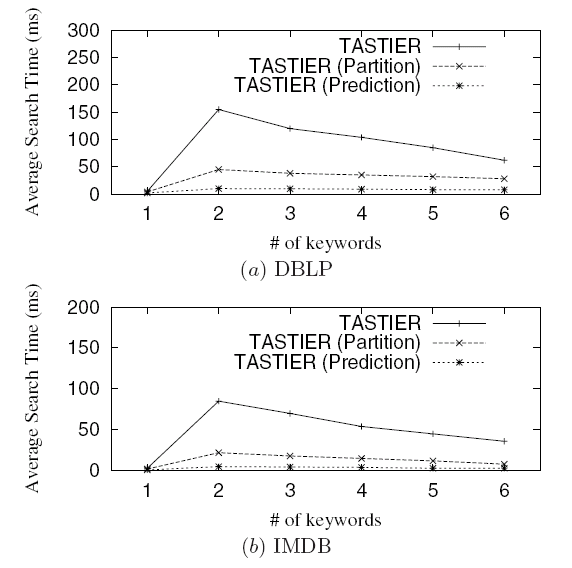 Average Search Time (ms)
300
250
200
150
100
50
0
TASTIER
TASTIER (Partition)
TASTIER (Prediction)
1 2 3 4 5 6
# of keywords
(a) DBLP
Average Search Time (ms)
200
150
100
50
0
TASTIER
TASTIER (Partition)
TASTIER (Prediction)
1 2 3 4 5 6
# of keywords
(b) IMDB